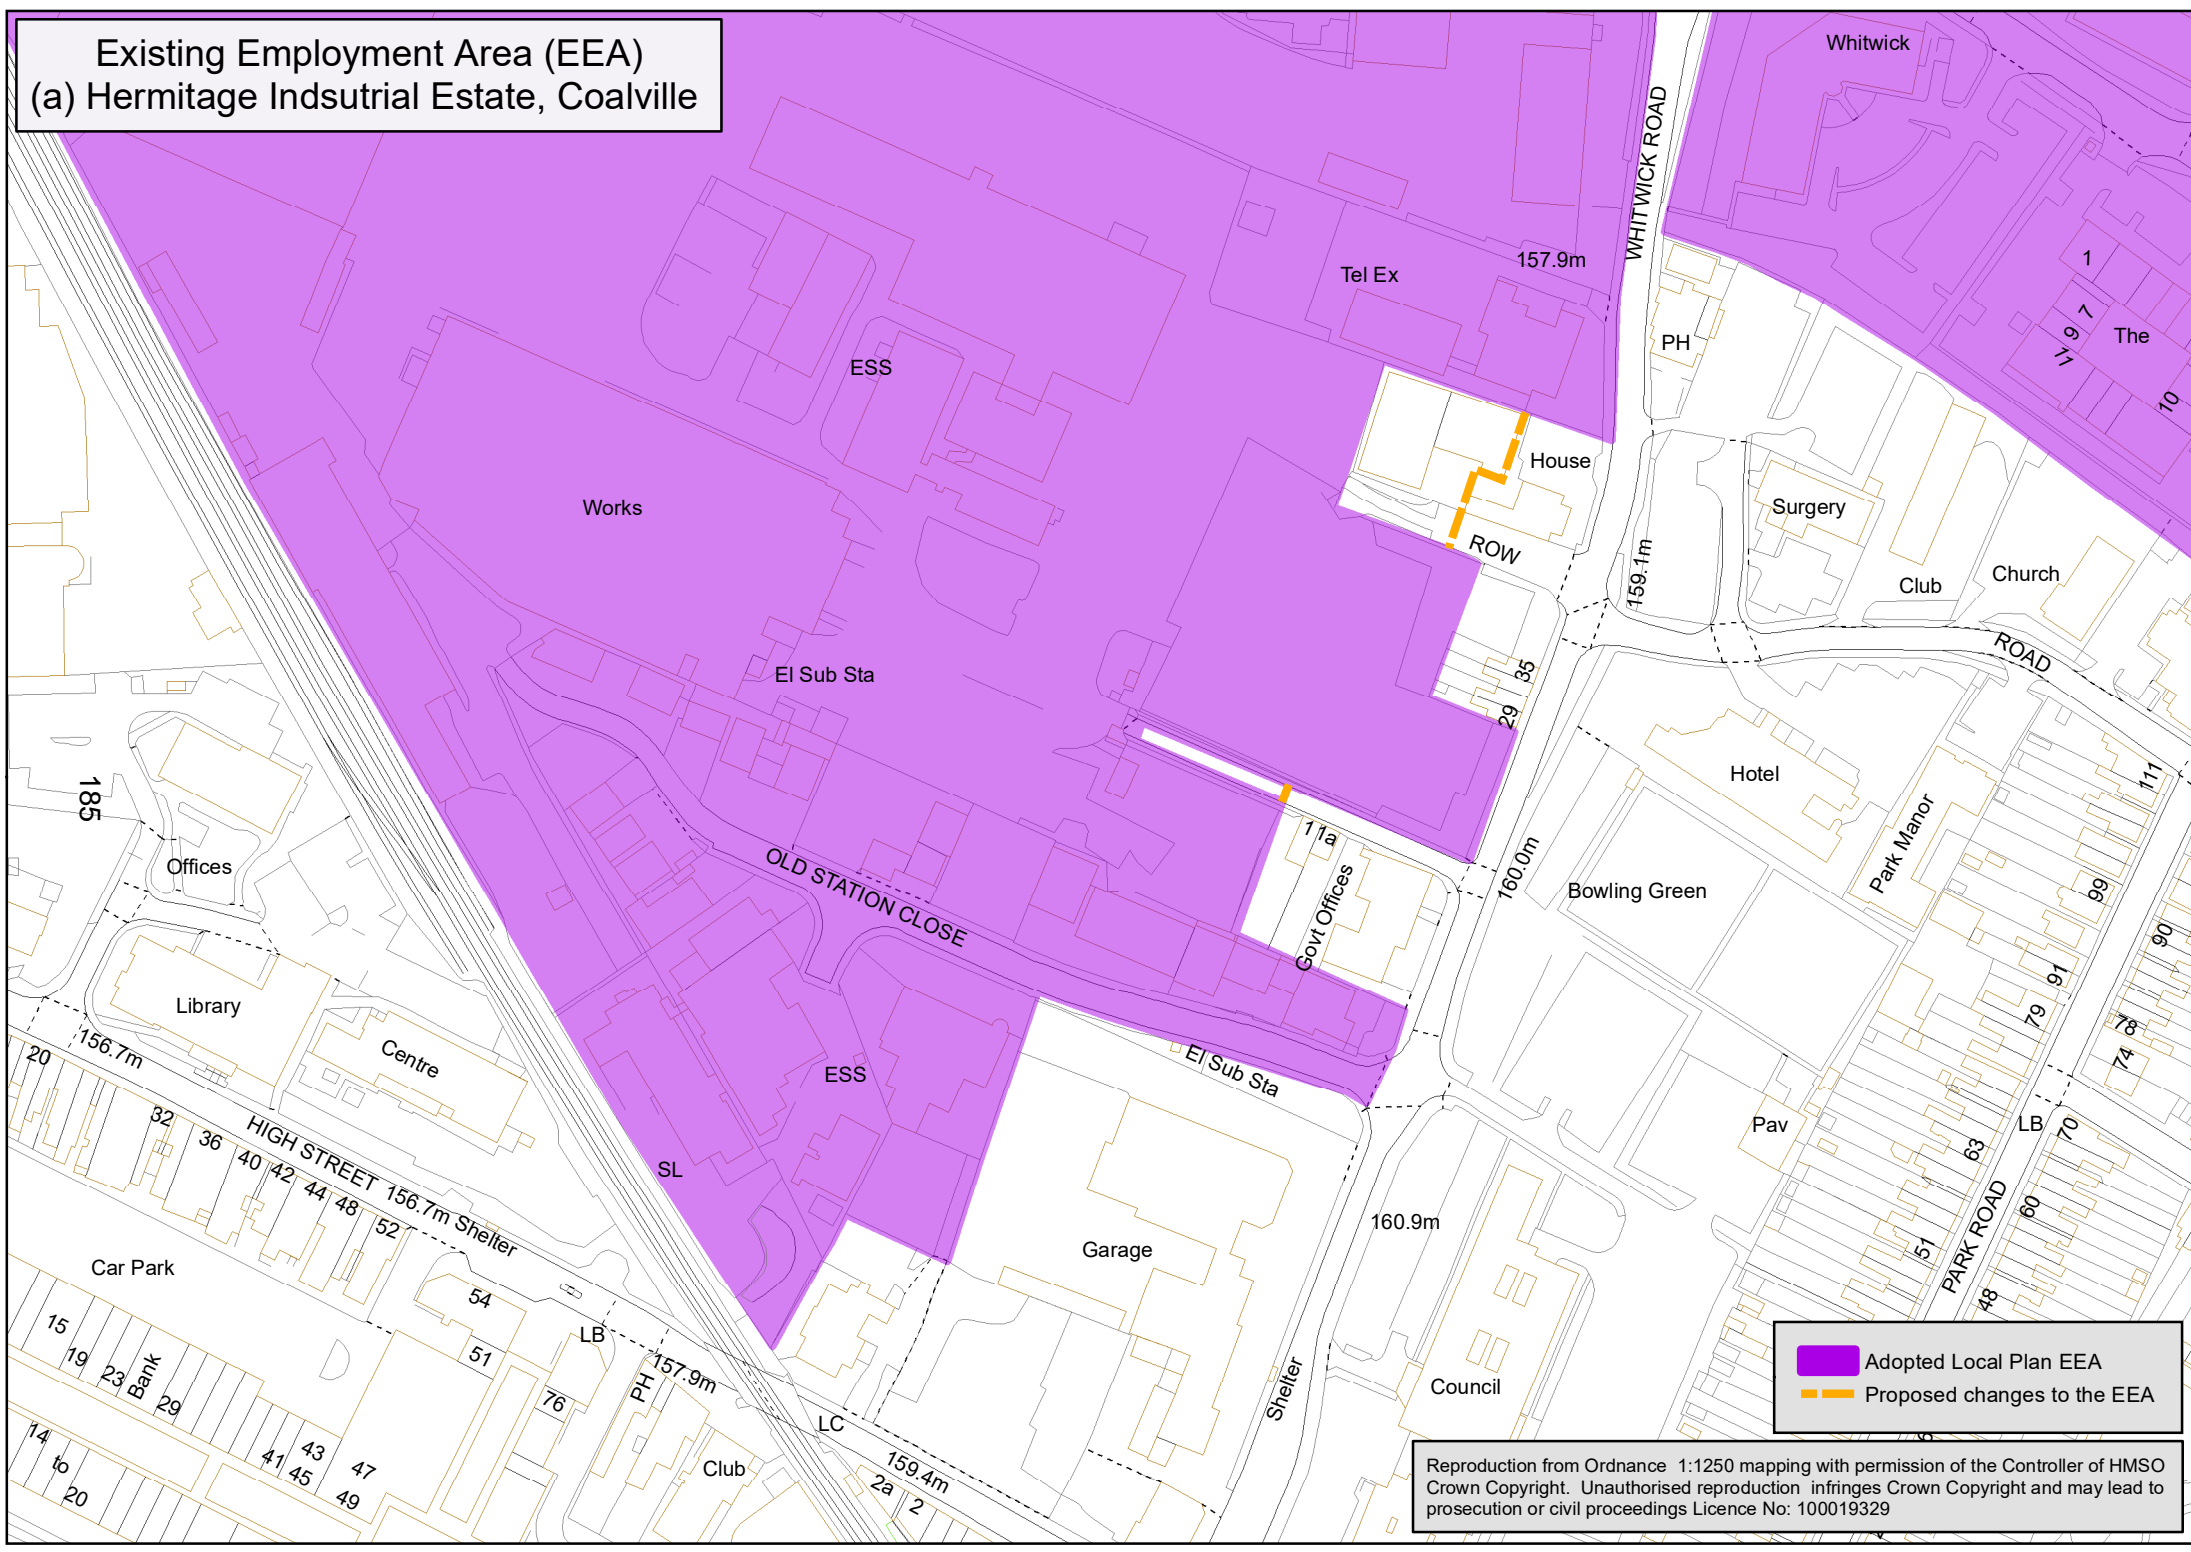 Existing Employment Area (EEA)
(a) Hermitage Indsutrial Estate, Coalville
Whitwick
WHITWICK ROAD
157.9m
Tel Ex
PH
1
7
9
11
The
10
ESS
House
Works
Surgery
ROW
159.1m
Club
Church
ROAD
35
29
El Sub Sta
Hotel
111
185
Offices
OLD STATION CLOSE
11a
Govt Offices
160.0m
Bowling Green
Park Manor
99
90
91
79
78
74
Library
Centre
156.7m
20
32
36
40
42
44
48
52
HIGH STREET
156.7m
Shelter
ESS
SL
El Sub Sta
Pav
LB
70
63
60
51
48
PARK ROAD
160.9m
Garage
Car Park
54
51
LB
PH
157.9m
76
15
19
23
Bank
29
14
to
20
41
43
45
47
49
Club
LC
159.4m
2a
2
Shelter
Council
Adopted Local Plan EEA
Proposed changes to the EEA
Reproduction from Ordnance 1:1250 mapping with permission of the Controller of HMSO
Crown Copyright. Unauthorised reproduction infringes Crown Copyright and may lead to
prosecution or civil proceedings Licence No: 100019329